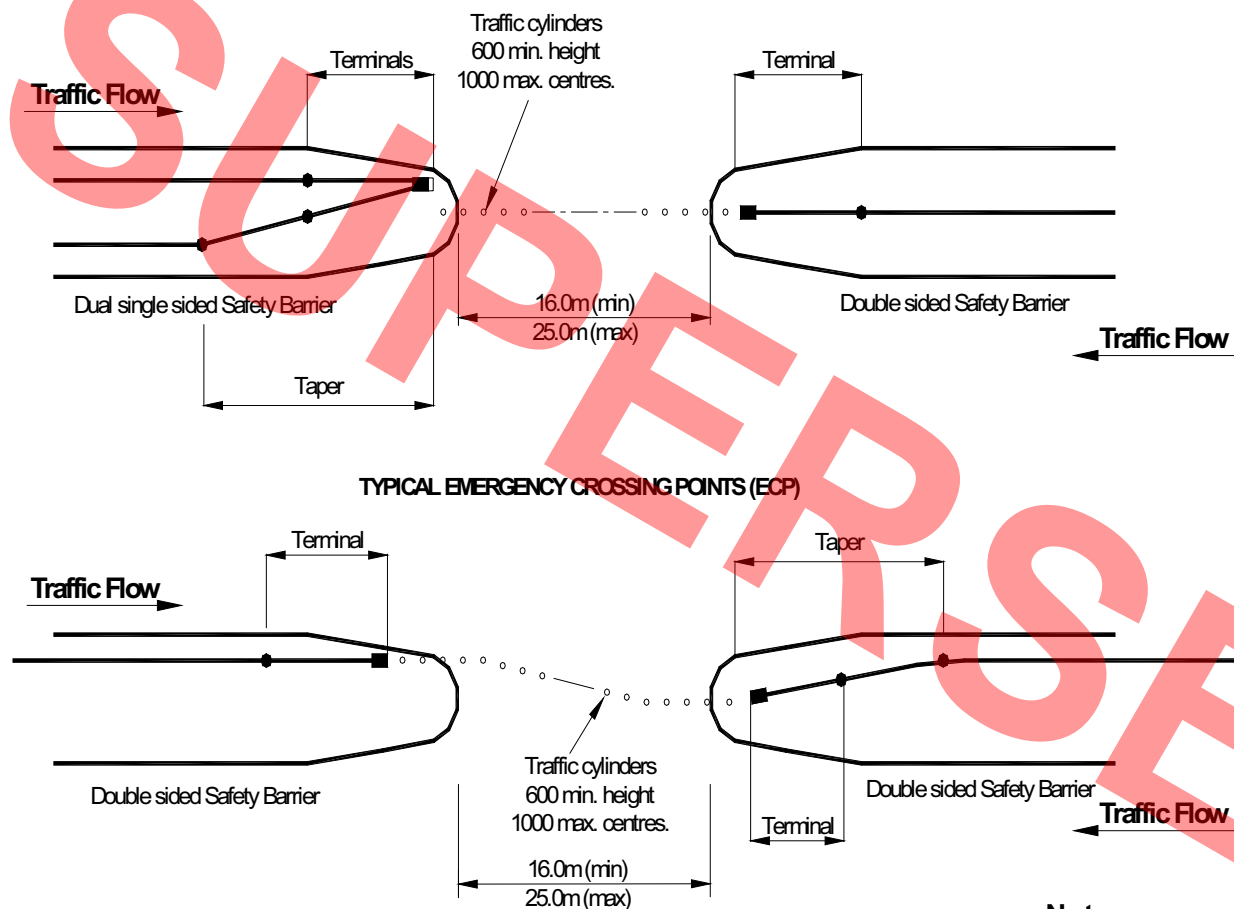 Traffic cylinders
600 min. height
1000 max. centres.
Terminals
Terminal
Traffic Flow
Dual single sided Safety Barrier
16.0m (min)
25.0m (max)
Double sided Safety Barrier
Traffic Flow
Taper
TYPICAL EMERGENCY CROSSING POINTS (ECP)
Terminal
Taper
Traffic Flow
Traffic cylinders
600 min. height
1000 max. centres.
Double sided Safety Barrier
Double sided Safety Barrier
Terminal
Traffic Flow
16.0m (min)
25.0m (max)
SUPERSE